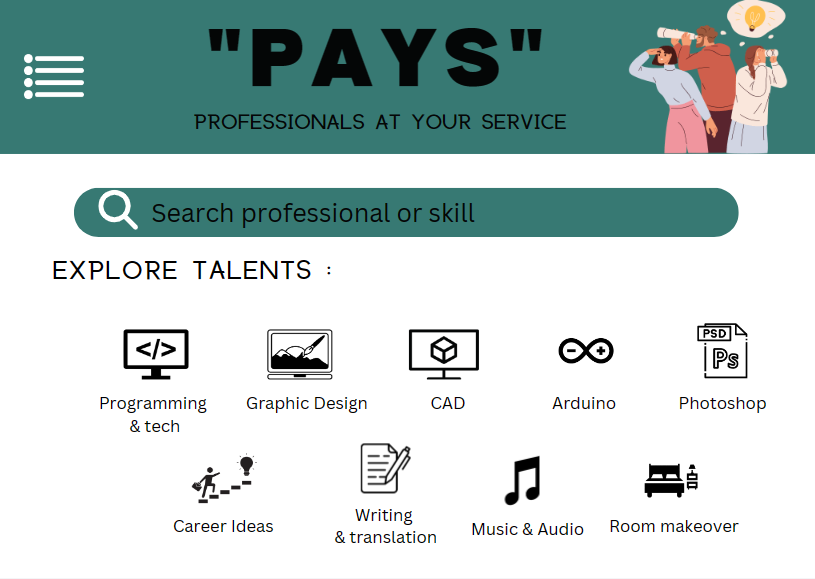 "PAYS"
PROFESSIONALS AT YOUR SERVICE
Search professional or skill
EXPLORE TALENTS :
</>
PSD
Ps
Programming
& tech
Graphic Design
CAD
Arduino
Photoshop
Career Ideas
Writing
& translation
Music & Audio
Room makeover